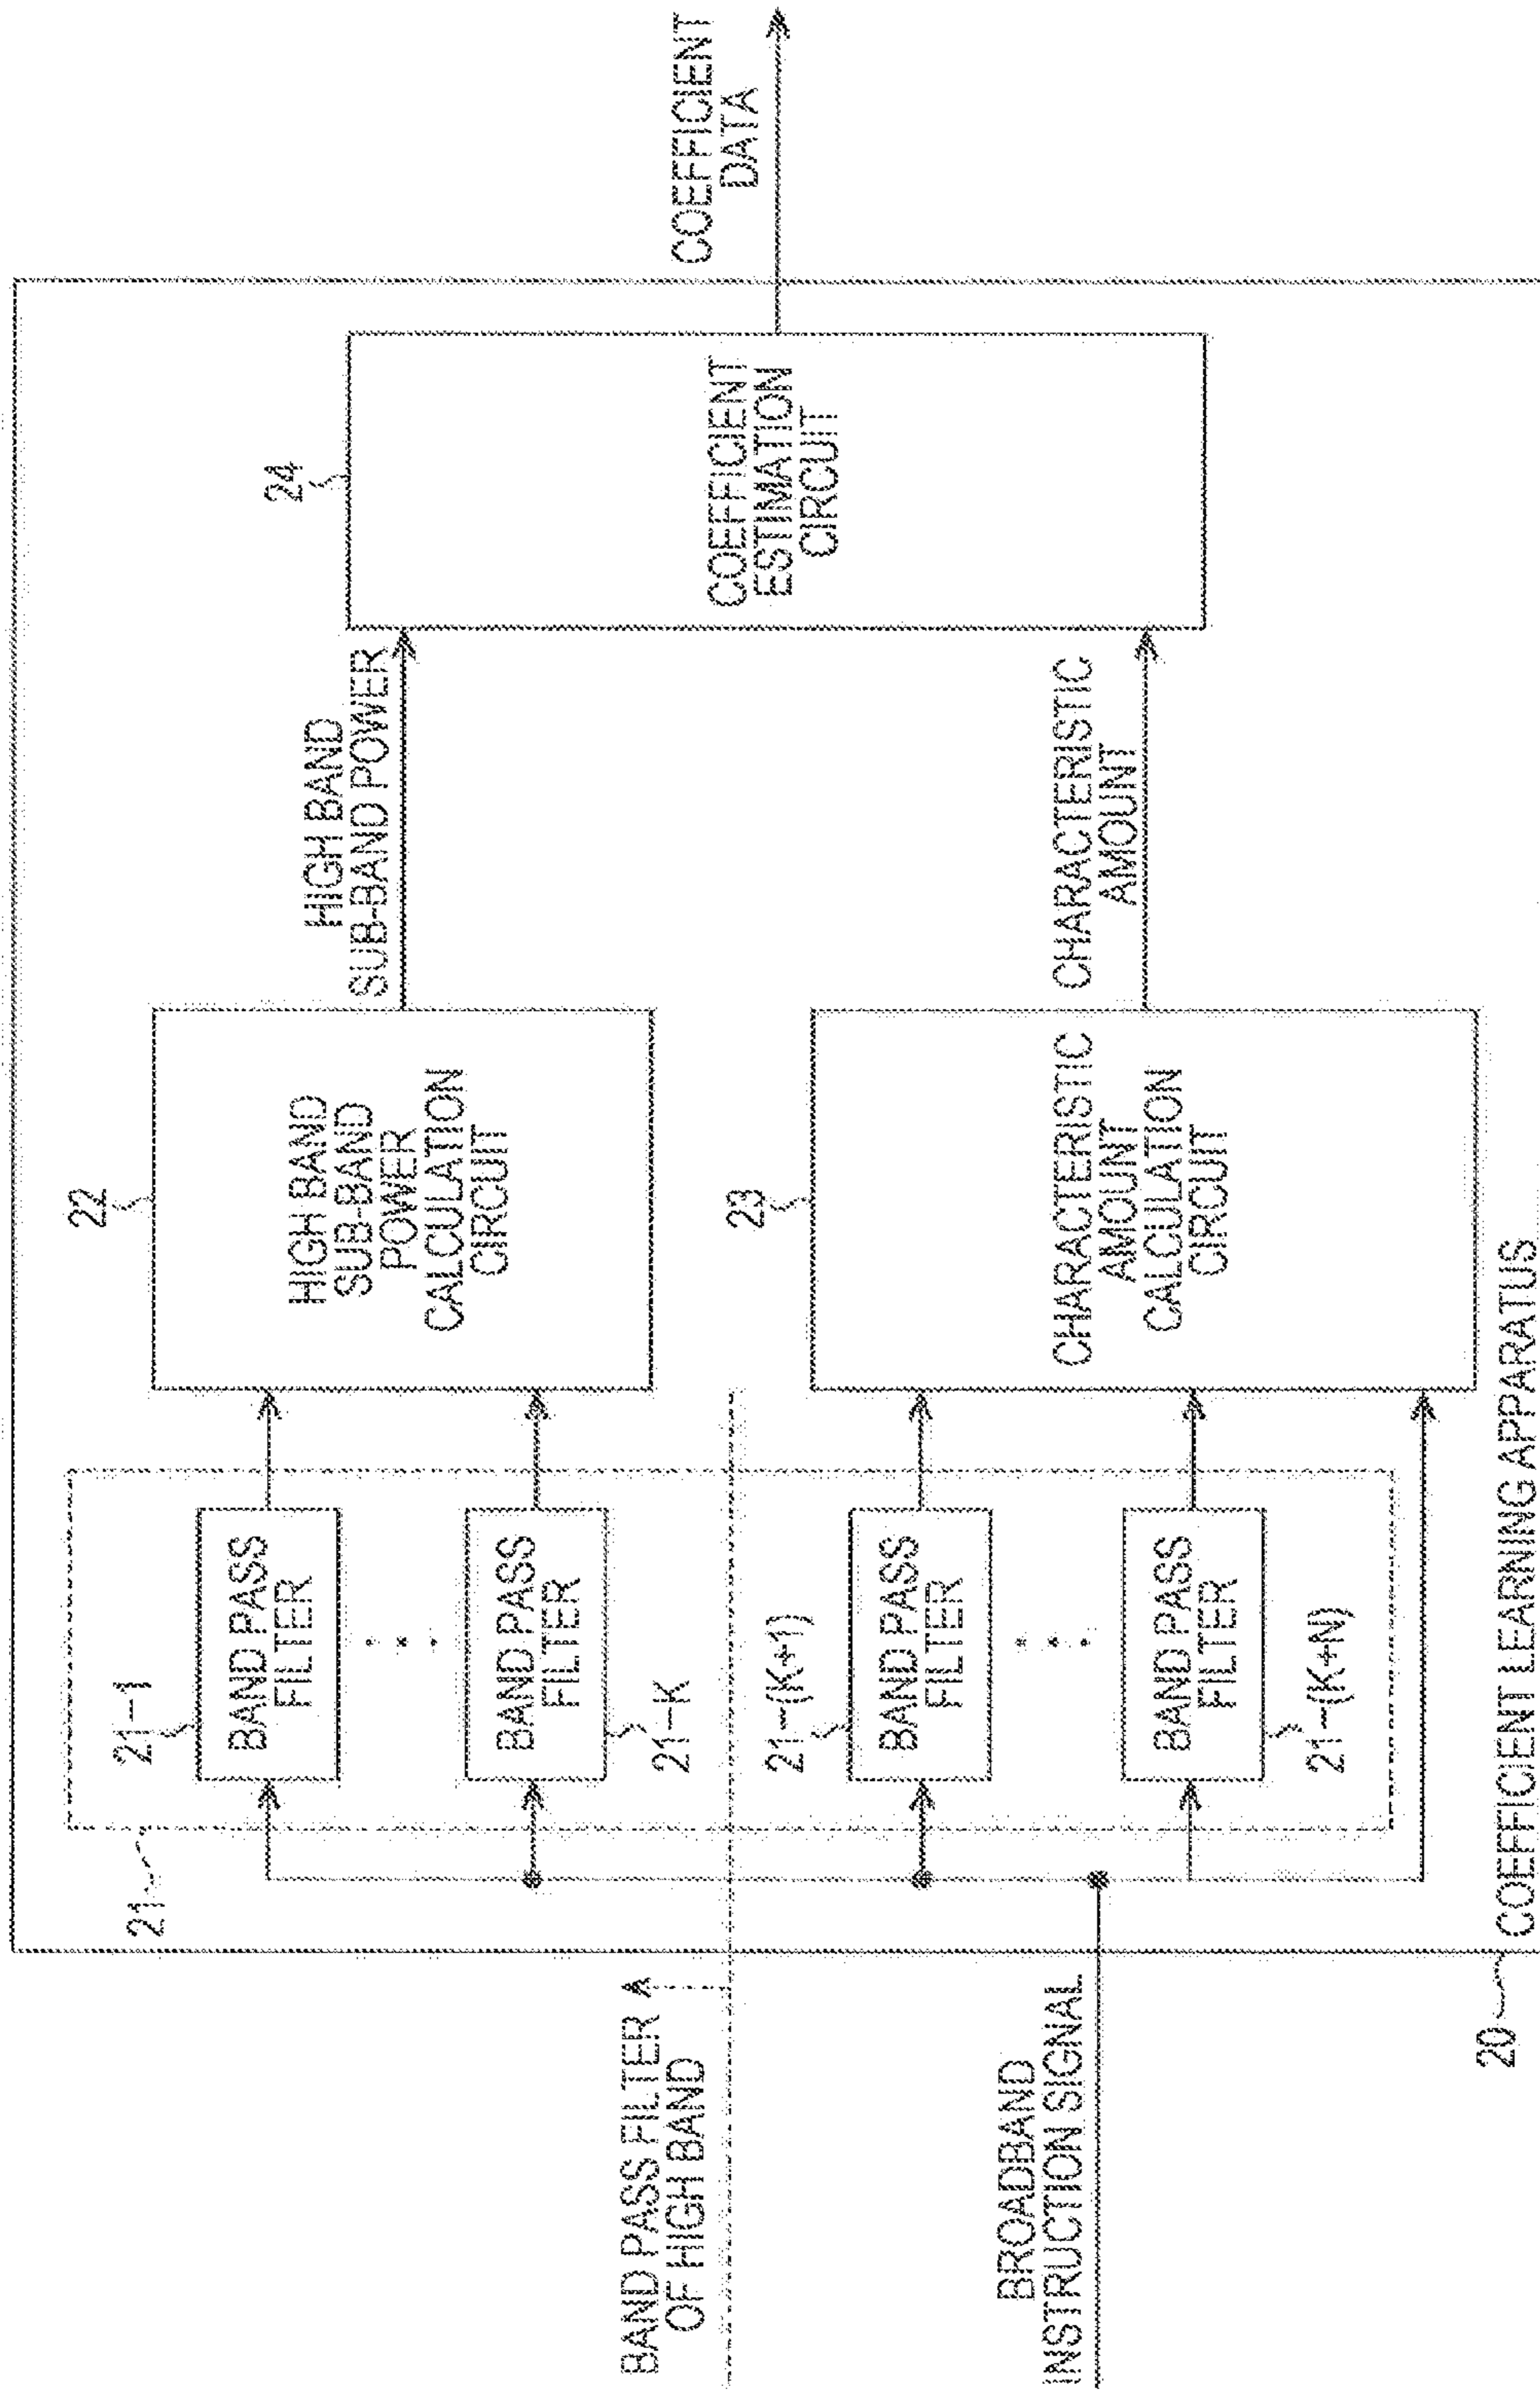 21
21-1
BAND PASS
FILTER
BAND PASS
FILTER
21-K
22
HIGH BAND
SUB-BAND
POWER
CALCULATION
CIRCUIT
HIGH BAND
SUB-BAND POWER
24
COEFFICIENT
ESTIMATION
CIRCUIT
COEFFICIENT
DATA
BAND PASS FILTER
OF HIGH BAND
BROADBAND
INSTRUCTION SIGNAL
21-(K+1)
BAND PASS
FILTER
BAND PASS
FILTER
21-(K+N)
23
CHARACTERISTIC
AMOUNT
CALCULATION
CIRCUIT
CHARACTERISTIC
AMOUNT
20
COEFFICIENT LEARNING APPARATUS